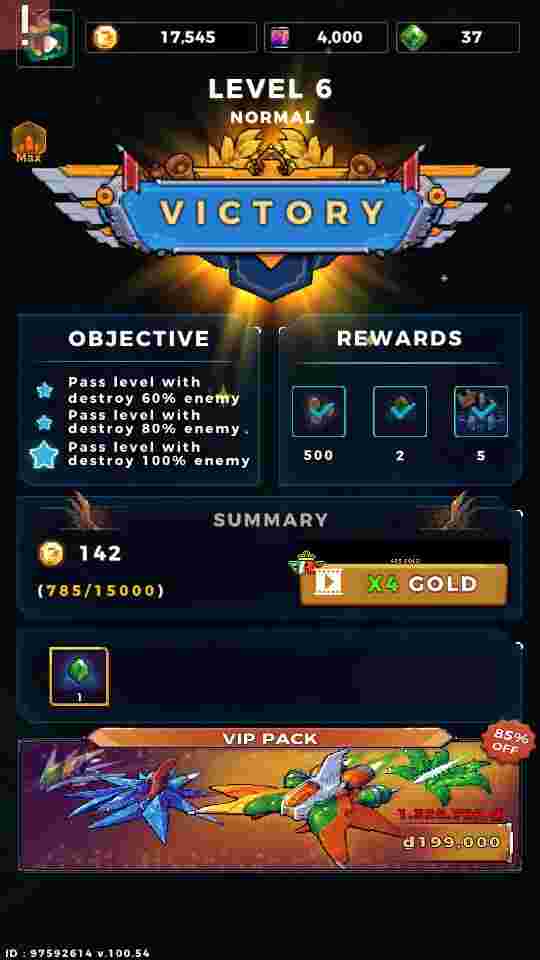 17,545
4,000
37
LEVEL 6
NORMAL
Max
VICTORY
OBJECTIVE
REWARDS
Pass level with
destroy 60% enemy
Pass level with
destroy 80% enemy
Pass level with
destroy 100% enemy
500
2
5
SUMMARY
142
(785/15000)
X4 GOLD
1
VIP PACK
85%
OFF
đ199,000
ID : 97592614 v.100.54